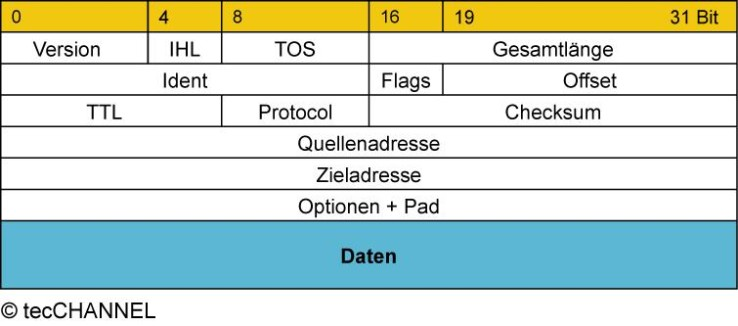 0 4 8 16 19 31 Bit
Version IHL TOS Gesamtlänge
Ident Flags Offset
TTL Protocol Checksum
Quellenadresse
Zieladresse
Optionen + Pad
Daten
© tecCHANNEL